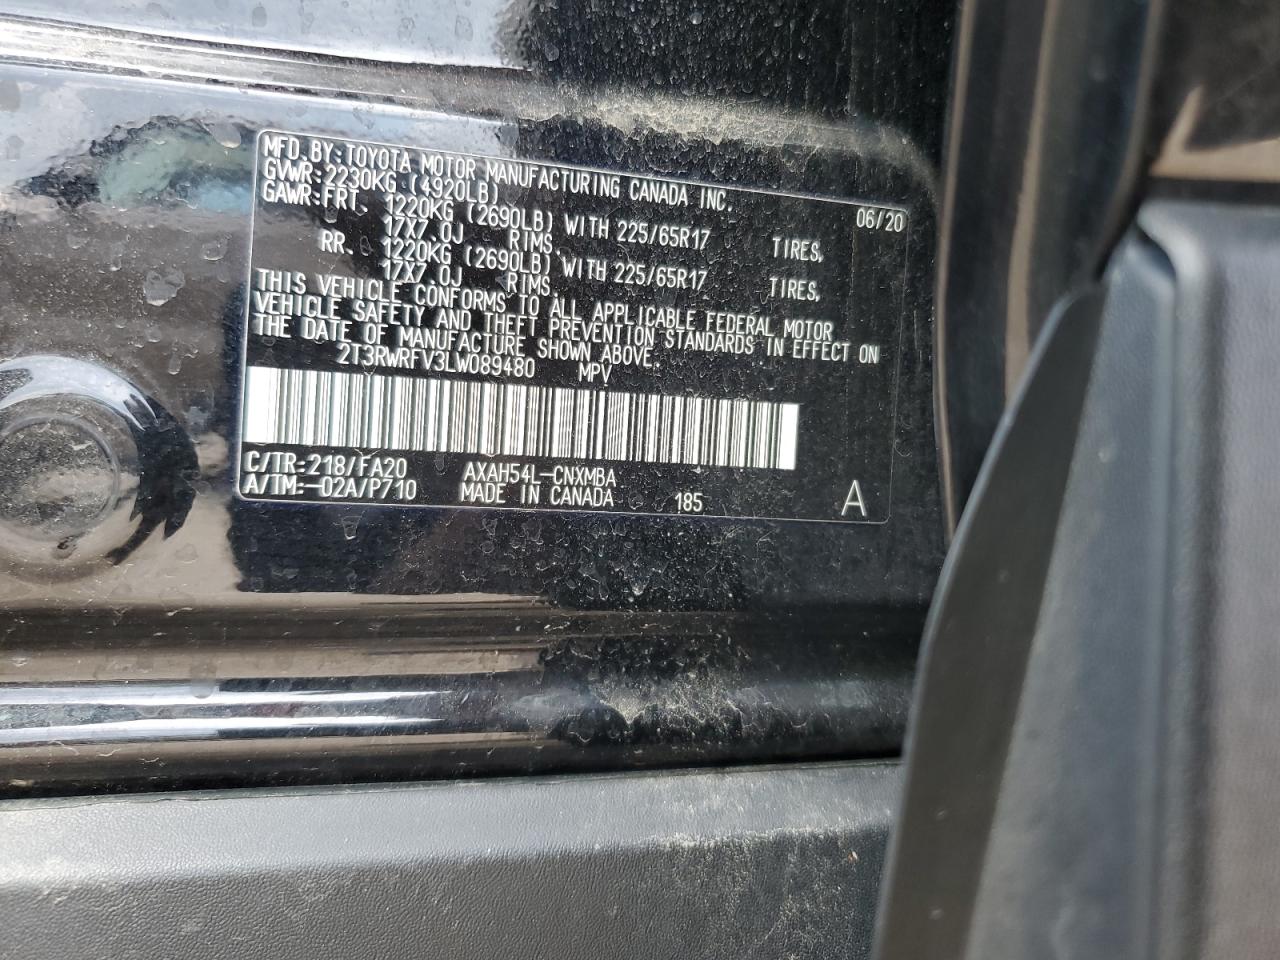 MFD.BY:TOYOTA MOTOR MANUFACTURING CANADA INC. 06/20
GVWR:2230KG (4920LB)
GAWR:FRT. 1220KG (2690LB) WITH 225/65R17 TIRES,
17X7.0J RIMS,
RR. 1220KG (2690LB) WITH 225/65R17 TIRES,
17X7.0J RIMS
THIS VEHICLE CONFORMS TO ALL APPLICABLE FEDERAL MOTOR
VEHICLE SAFETY AND THEFT PREVENTION STANDARDS IN EFFECT ON
THE DATE OF MANUFACTURE SHOWN ABOVE.
2T3RWRFV3LW089480 MPV
C/TR:218/FA20 AXAH54L-CNXMBA
A/TM:-02A/P710 MADE IN CANADA 185 A